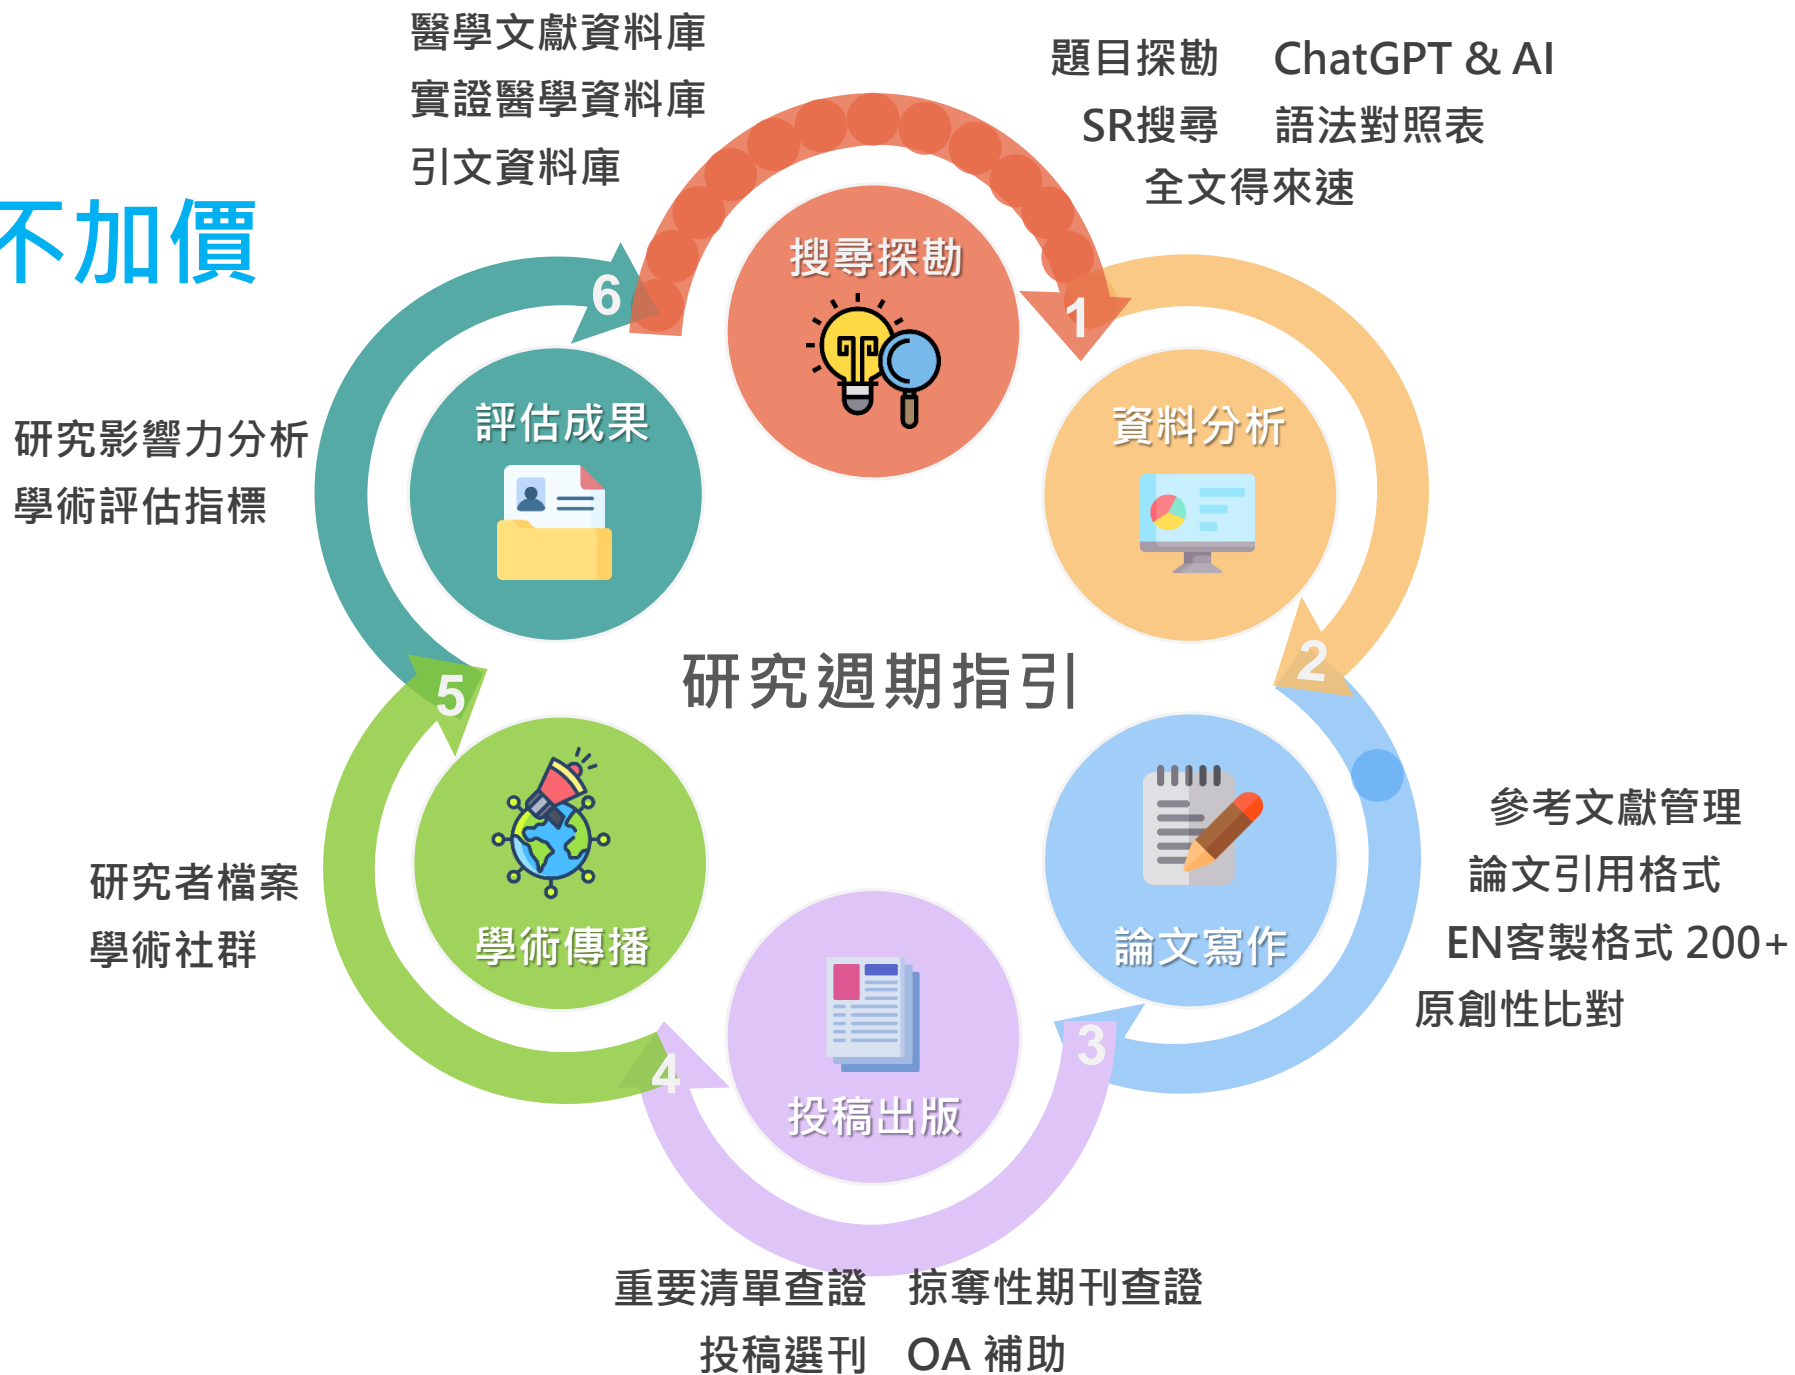 醫學文獻資料庫
實證醫學資料庫
引文資料庫
題目探勘 ChatGPT & AI
SR搜尋 語法對照表
全文得來速
不加價
搜尋探勘
6
1
評估成果
資料分析
研究影響力分析
學術評估指標
研究週期指引
2
5
參考文獻管理
論文引用格式
EN客製格式 200+
原創性比對
研究者檔案
學術社群
學術傳播
論文寫作
3
4
投稿出版
重要清單查證 掠奪性期刊查證
投稿選刊 OA 補助